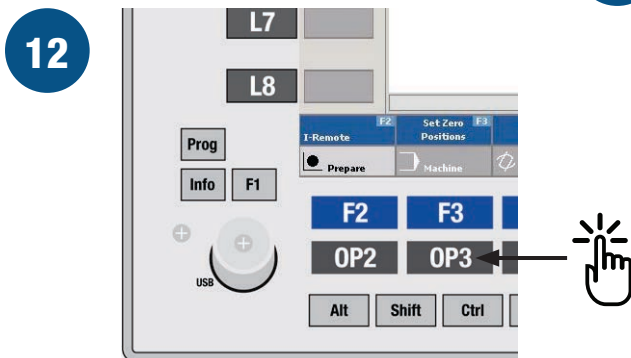 12
L7
L8
F2
Set Zero F3
I-Remote
Positions
Prog
Prepare
Machine
Info
F1
F2
F3
OP2
OP3
USB
Alt
Shift
Ctrl